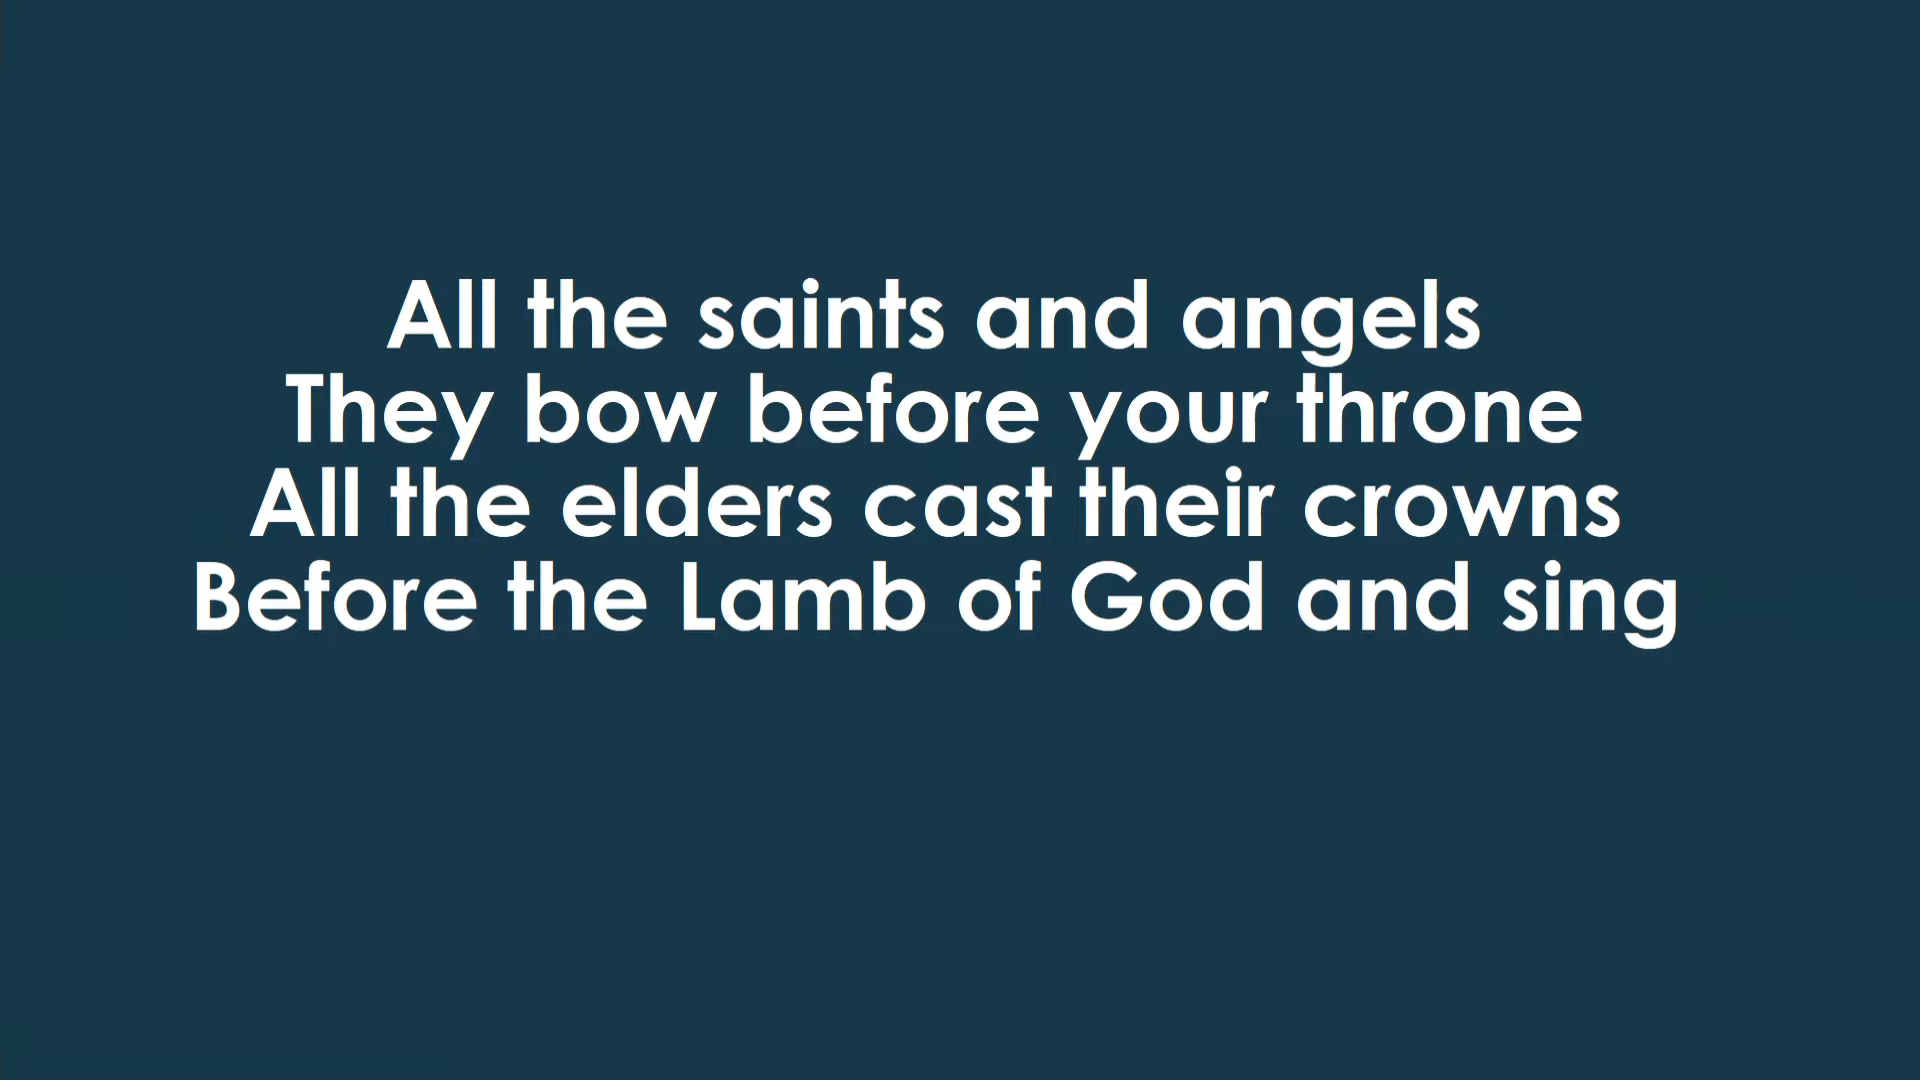 All the saints and angels
They bow before your throne
All the elders cast their crowns
Before the Lamb of God and sing